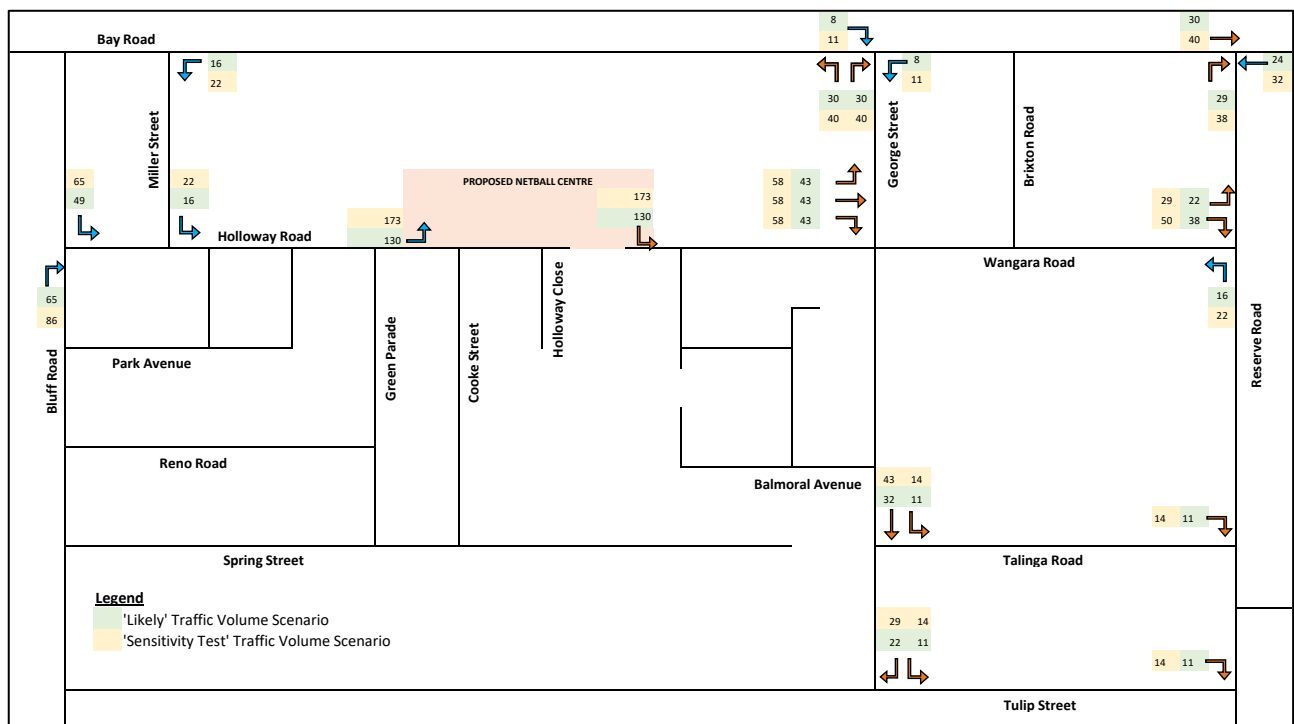 8
30
Bay Road
11
40
16
22
8
11
24
32
30 30
40 40
29
38
Miller Street
George Street
Brixton Road
65
49
22
16
PROPOSED NETBALL CENTRE
173
130
173
130
58 43
58 43
58 43
29 22
50 38
Holloway Road
Wangara Road
65
86
16
22
Bluff Road
Park Avenue
Green Parade
Cooke Street
Holloway Close
Reserve Road
Reno Road
Balmoral Avenue
43 14
32 11
14 11
Spring Street
Talinga Road
Legend
'Likely' Traffic Volume Scenario
'Sensitivity Test' Traffic Volume Scenario
29 14
22 11
14 11
Tulip Street